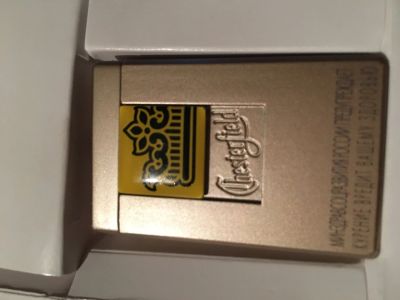 Chesterfield
МИНЗДРАВСОЦРАЗВИТИЯ РОССИИ ПРЕДУПРЕЖДАЕТ:
КУРЕНИЕ ВРЕДИТ ВАШЕМУ ЗДОРОВЬЮ